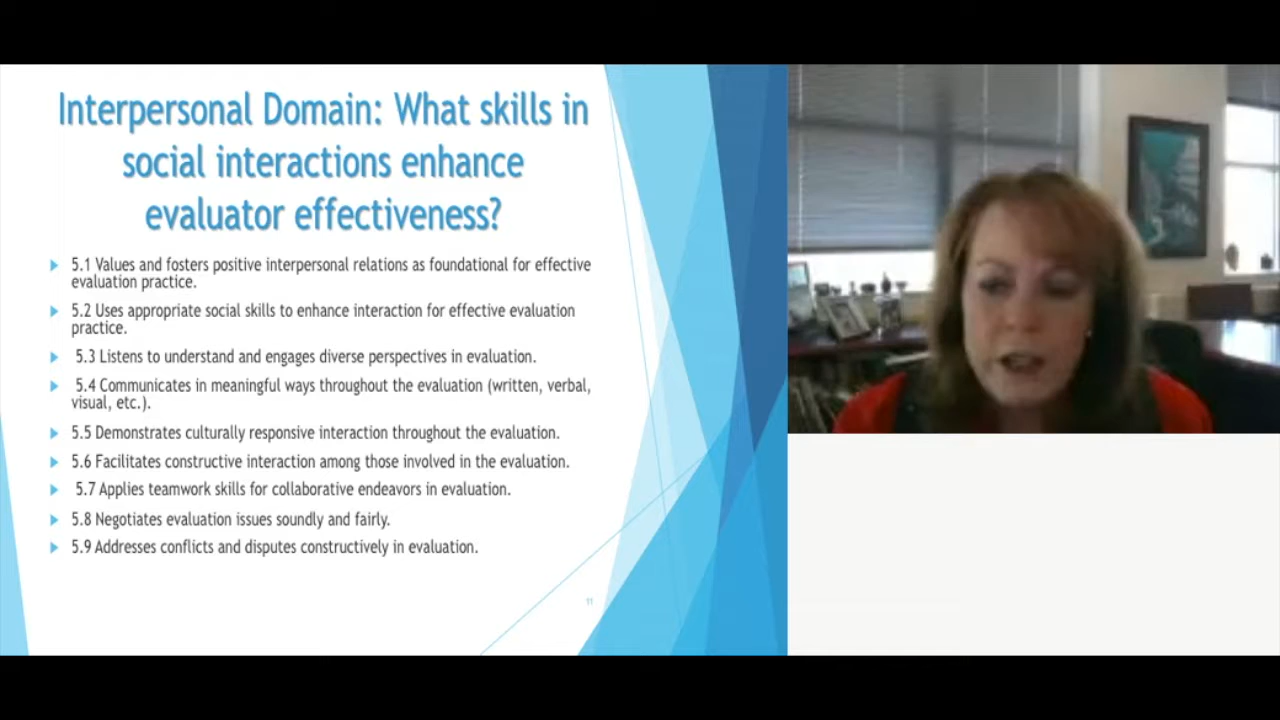 Interpersonal Domain: What skills in
social interactions enhance
evaluator effectiveness?
5.1 Values and fosters positive interpersonal relations as foundational for effective
evaluation practice.
5.2 Uses appropriate social skills to enhance interaction for effective evaluation
practice.
5.3 Listens to understand and engages diverse perspectives in evaluation.
5.4 Communicates in meaningful ways throughout the evaluation (written, verbal,
visual, etc.).
5.5 Demonstrates culturally responsive interaction throughout the evaluation.
5.6 Facilitates constructive interaction among those involved in the evaluation.
5.7 Applies teamwork skills for collaborative endeavors in evaluation.
5.8 Negotiates evaluation issues soundly and fairly.
5.9 Addresses conflicts and disputes constructively in evaluation.
11